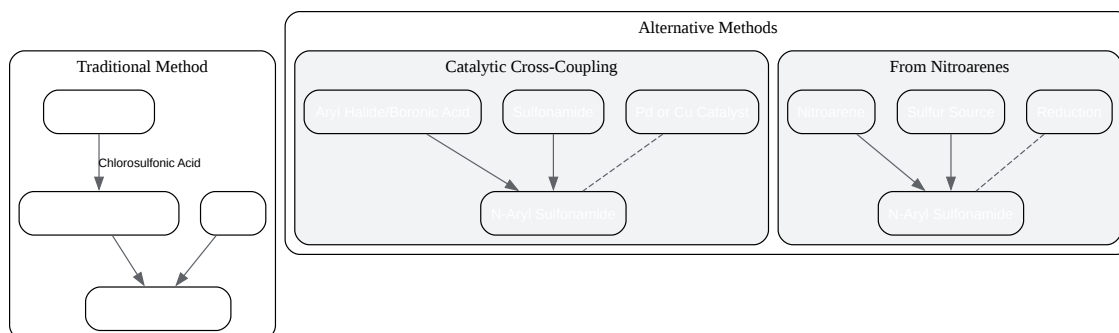 Alternative Methods
Traditional Method
Chlorosulfonic Acid
Catalytic Cross-Coupling
Aryl Halide/Boronic Acid
Sulfonamide
Pd or Cu Catalyst
N-Aryl Sulfonamide
From Nitroarenes
Nitroarene
Sulfur Source
Reduction
N-Aryl Sulfonamide